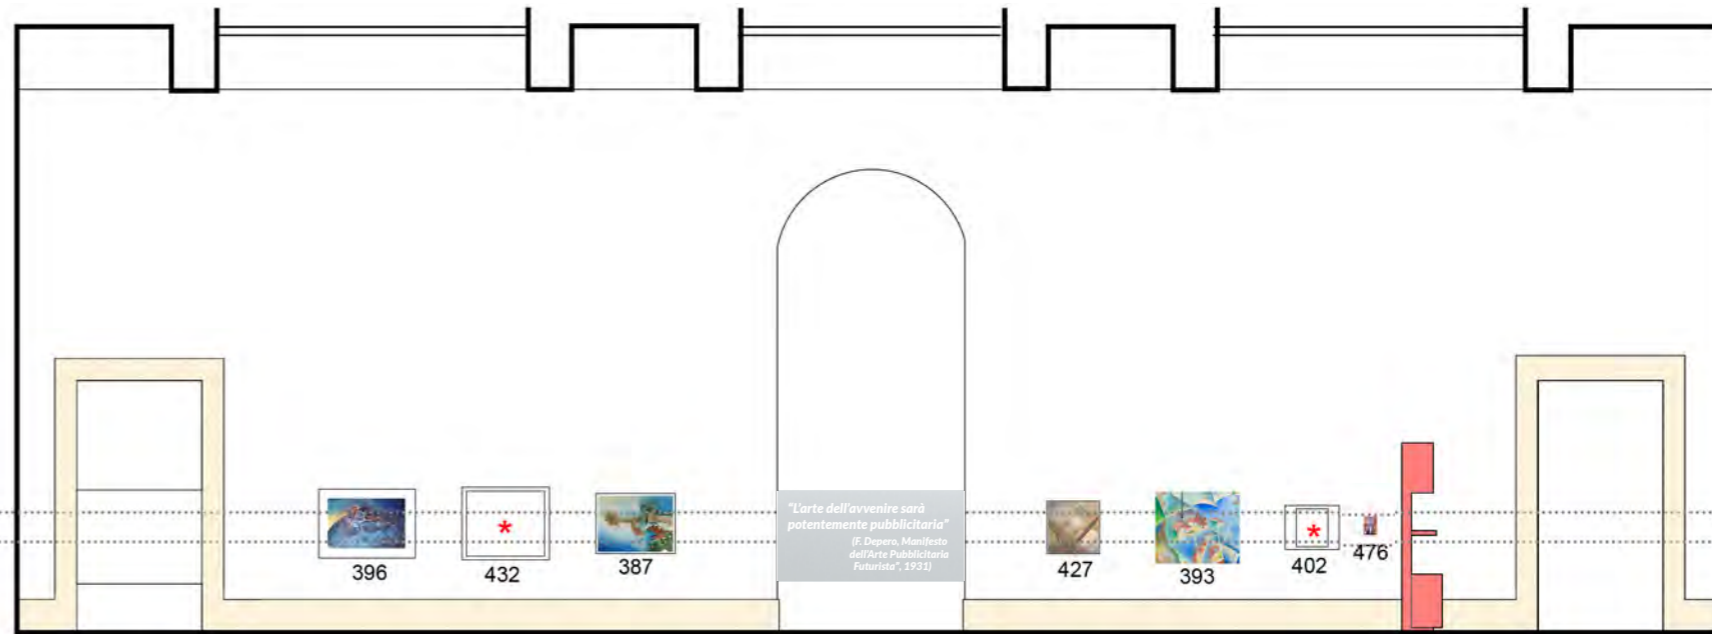 "L'arte dell'avvenire sarà
potentemente pubblicitaria"
(F. Depero, Manifesto
dell'Arte Pubblicitaria
Futurista", 1931)
396
432
387
427
393
402
476